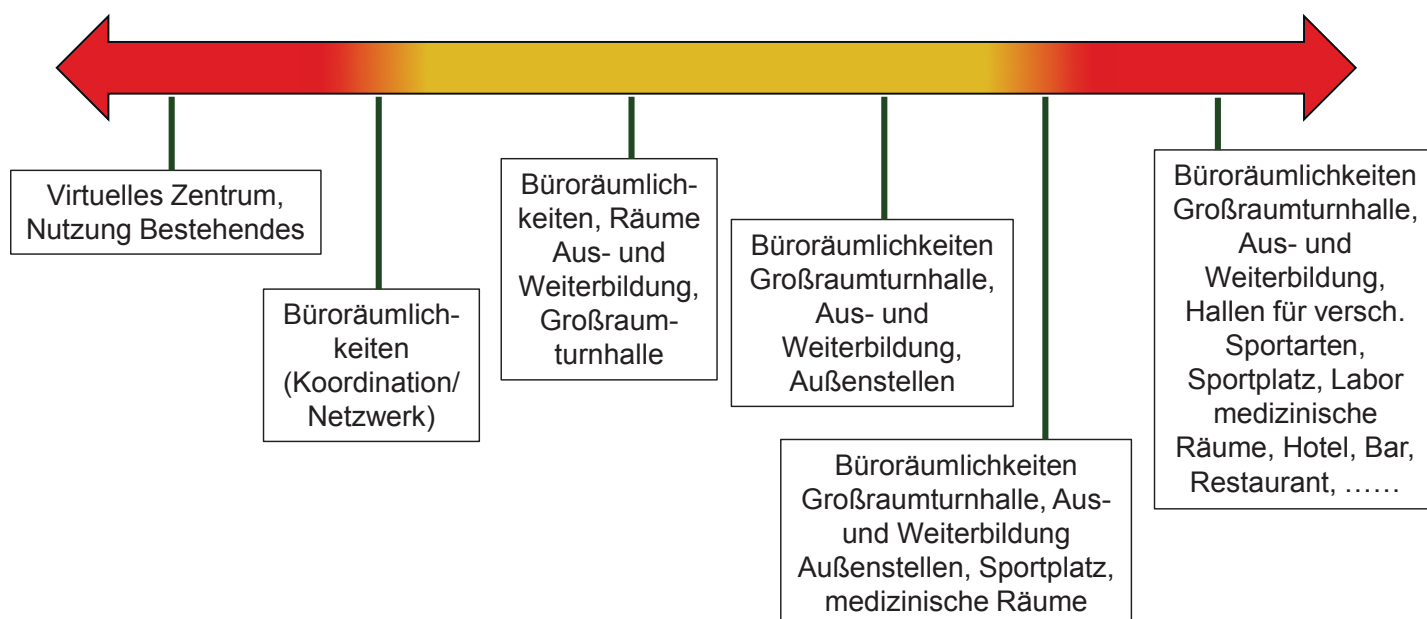 Virtuelles Zentrum,
Nutzung Bestehendes
Büroräumlich-
keiten
(Koordination/
Netzwerk)
Büroräumlich-
keiten, Räume
Aus- und
Weiterbildung,
Großraum-
turnhalle
Büroräumlichkeiten
Großraumturnhalle,
Aus- und
Weiterbildung,
Außenstellen
Büroräumlichkeiten
Großraumturnhalle, Aus-
und Weiterbildung
Außenstellen, Sportplatz,
medizinische Räume
Büroräumlichkeiten
Großraumturnhalle,
Aus- und
Weiterbildung,
Hallen für versch.
Sportarten,
Sportplatz, Labor
medizinische
Räume, Hotel, Bar,
Restaurant, ……